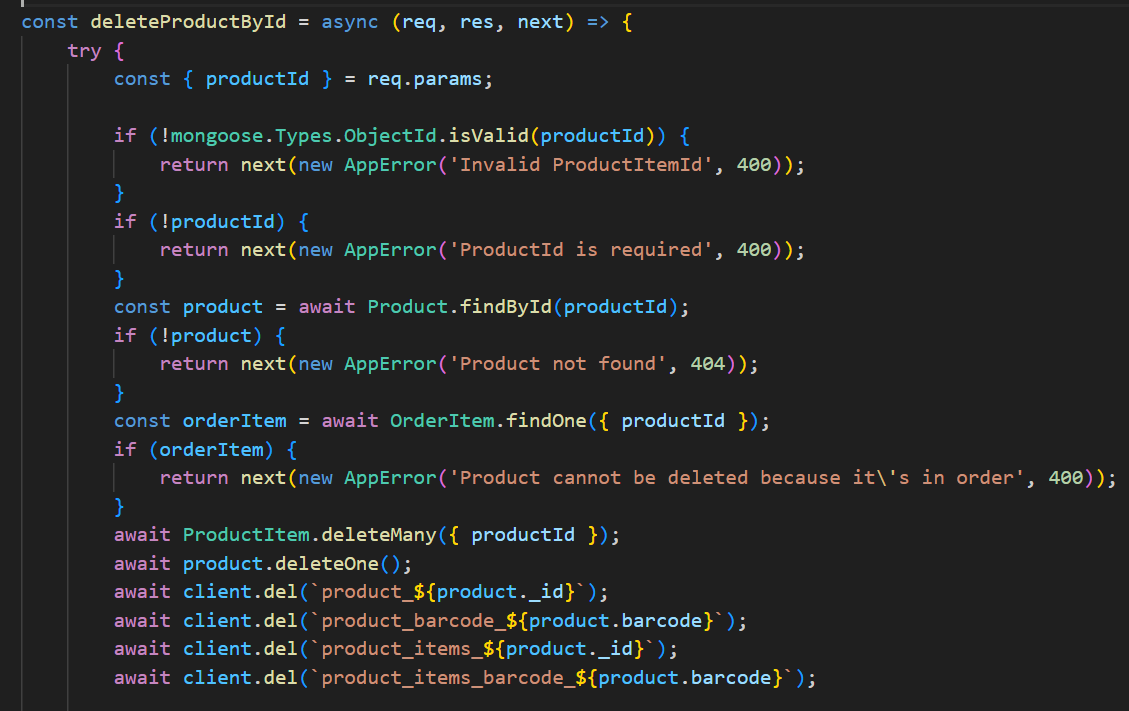 const deleteProductById = async (req, res, next) => {
    try {
        const { productId } = req.params;

        if (!mongoose.Types.ObjectId.isValid(productId)) {
            return next(new AppError('Invalid ProductItemId', 400));
        }
        if (!productId) {
            return next(new AppError('ProductId is required', 400));
        }
        const product = await Product.findById(productId);
        if (!product) {
            return next(new AppError('Product not found', 404));
        }
        const orderItem = await OrderItem.findOne({ productId });
        if (orderItem) {
            return next(new AppError('Product cannot be deleted because it\'s in order', 400));
        }
        await ProductItem.deleteMany({ productId });
        await product.deleteOne();
        await client.del(`product_${product._id}`);
        await client.del(`product_barcode_${product.barcode}`);
        await client.del(`product_items_${product._id}`);
        await client.del(`product_items_barcode_${product.barcode}`);